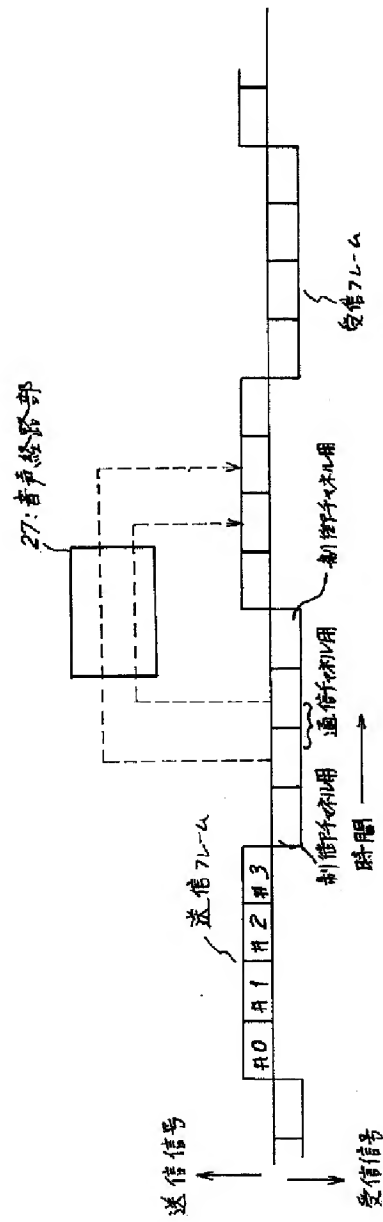 27:音声経路部
送信信号
受信信号
送信フレーム
#0
#1
#2
#3
制御チャネル用
通信チャネル用
制御チャネル用
時間
受信フレーム